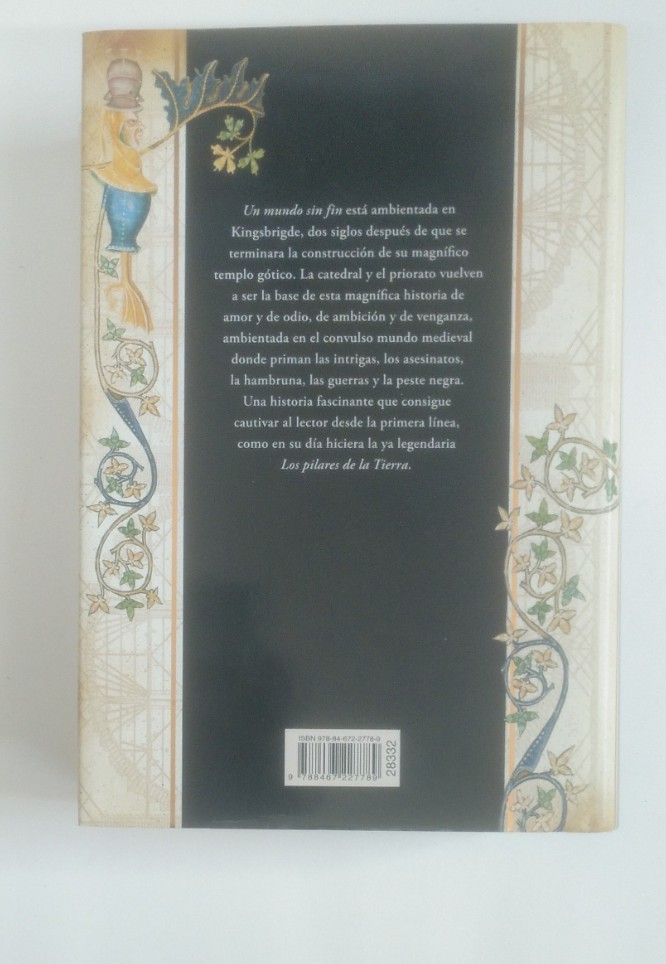 Un mundo sin fin está ambientada en
Kingsbrigde, dos siglos después de que se
terminara la construcción de su magnífico
templo gótico. La catedral y el priorato vuelven
a ser la base de esta magnífica historia de
amor y de odio, de ambición y de venganza,
ambientada en el convulso mundo medieval
donde priman las intrigas, los asesinatos,
la hambruna, las guerras y la peste negra.
Una historia fascinante que consigue
cautivar al lector desde la primera línea,
como en su día hiciera la ya legendaria
Los pilares de la Tierra.
ISBN 978-84-672-2778-9
9 788467 227789
28332